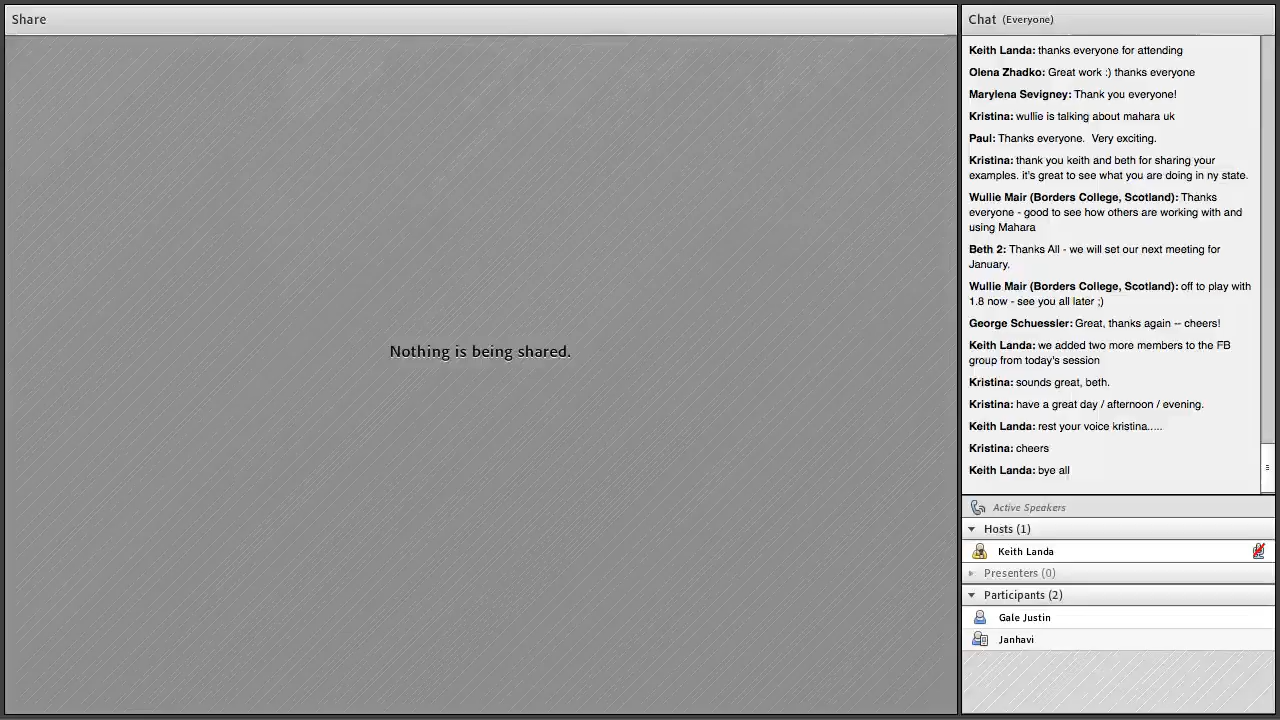 Share
Nothing is being shared.
Chat (Everyone)
Keith Landa: thanks everyone for attending
Olena Zhadko: Great work :) thanks everyone
Marylena Sevigney: Thank you everyone!
Kristina: wullie is talking about mahara uk
Paul: Thanks everyone.  Very exciting.
Kristina: thank you keith and beth for sharing your
examples. it's great to see what you are doing in ny state.
Wullie Mair (Borders College, Scotland): Thanks
everyone - good to see how others are working with and
using Mahara
Beth 2: Thanks All - we will set our next meeting for
January.
Wullie Mair (Borders College, Scotland): off to play with
1.8 now - see you all later ;)
George Schuessler: Great, thanks again -- cheers!
Keith Landa: we added two more members to the FB
group from today's session
Kristina: sounds great, beth.
Kristina: have a great day / afternoon / evening.
Keith Landa: rest your voice kristina.....
Kristina: cheers
Keith Landa: bye all
Active Speakers
Hosts (1)
Keith Landa
Presenters (0)
Participants (2)
Gale Justin
Janhavi